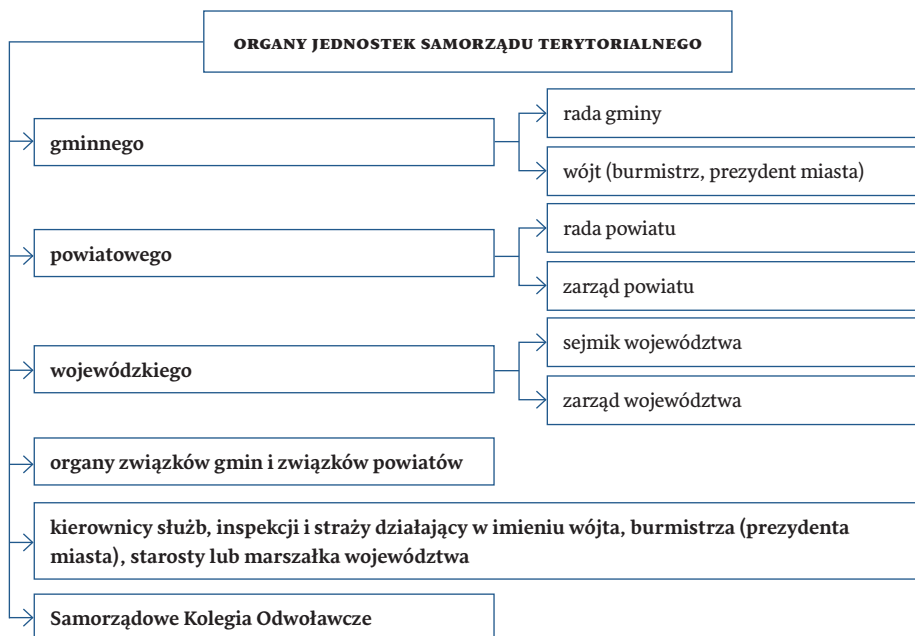 ORGANY JEDNOSTEK SAMORZĄDU TERYTORIALNEGO
gminnego
rada gminy
wójt (burmistrz, prezydent miasta)
powiatowego
rada powiatu
zarząd powiatu
wojewódzkiego
sejmik województwa
zarząd województwa
organy związków gmin i związków powiatów
kierownicy służb, inspekcji i straży działający w imieniu wójta, burmistrza (prezydenta
miasta), starosty lub marszałka województwa
Samorządowe Kolegia Odwoławcze